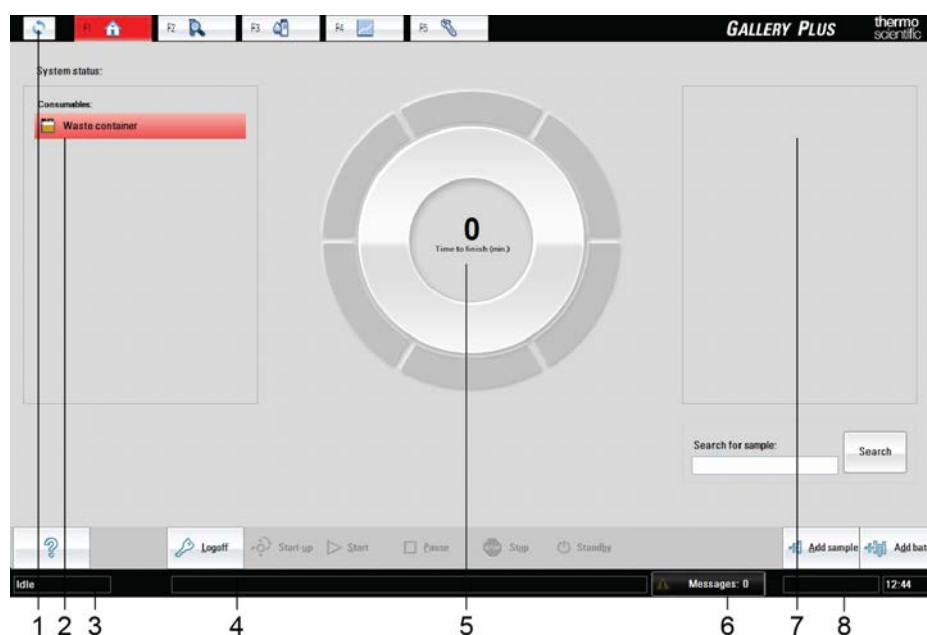 F1 F2 F3 F4 F5 GALLERY PLUS thermo scientific
System status:
Consumables:
Waste container
0
Time to finish (min.)
Search for sample:
Search
? Logoff Start-up Start Pause STOP Stop Standby Add sample Add bat
Idle Messages: 0 12:44
1 2 3 4 5 6 7 8